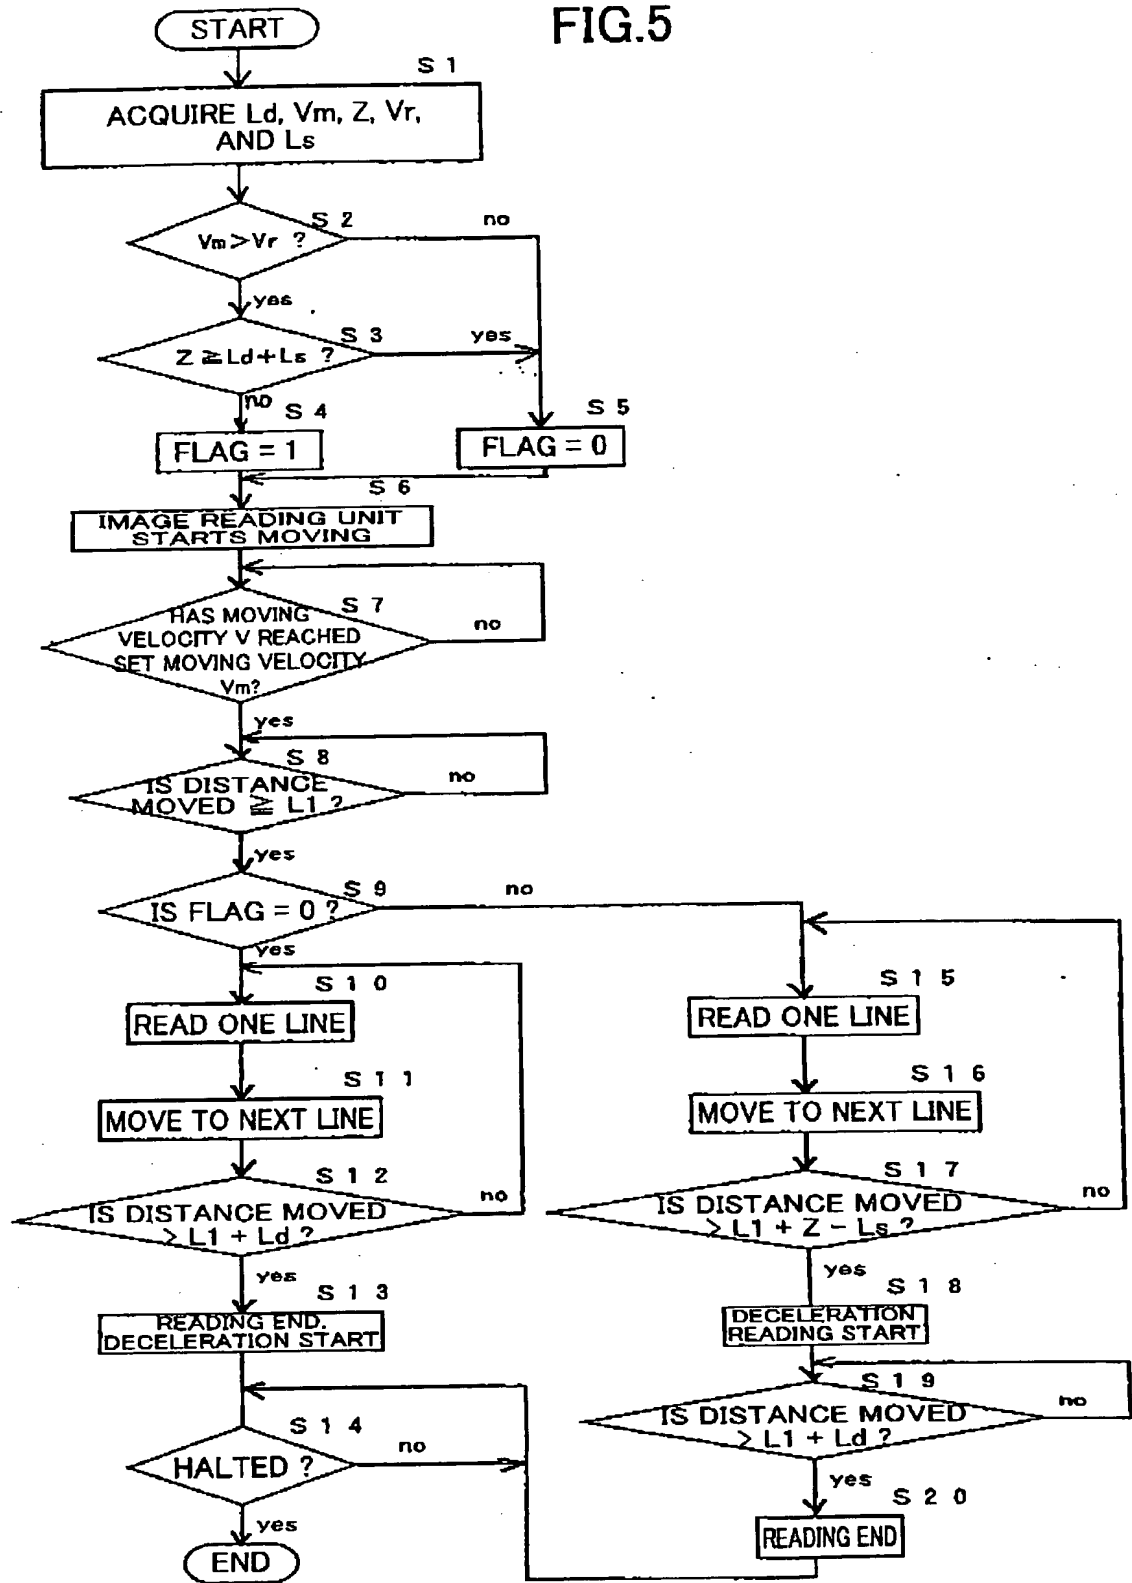 FIG.5
START
S 1
ACQUIRE Ld, Vm, Z, Vr,
AND Ls
S 2
Vm > Vr ?
no
yes
S 3
Z ≧ Ld + Ls ?
yes
no
S 4
FLAG = 1
S 5
FLAG = 0
S 6
IMAGE READING UNIT
STARTS MOVING
S 7
HAS MOVING
VELOCITY V REACHED
SET MOVING VELOCITY
Vm?
no
yes
S 8
IS DISTANCE
MOVED ≧ L1 ?
no
yes
S 9
IS FLAG = 0 ?
no
yes
S 1 0
READ ONE LINE
S 1 1
MOVE TO NEXT LINE
S 1 2
IS DISTANCE MOVED
> L1 + Ld ?
no
yes
S 1 3
READING END.
DECELERATION START
S 1 4
HALTED ?
no
yes
END
S 1 5
READ ONE LINE
S 1 6
MOVE TO NEXT LINE
S 1 7
IS DISTANCE MOVED
> L1 + Z − Ls ?
no
yes
S 1 8
DECELERATION
READING START
S 1 9
IS DISTANCE MOVED
> L1 + Ld ?
no
yes
S 2 0
READING END